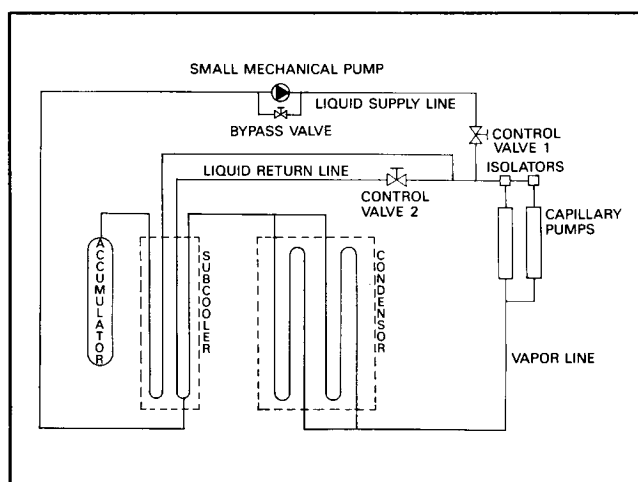 SMALL MECHANICAL PUMP
LIQUID SUPPLY LINE
BYPASS VALVE
CONTROL
VALVE 1
LIQUID RETURN LINE
ISOLATORS
CONTROL
VALVE 2
CAPILLARY
PUMPS
ACCUMULATOR
SUBCOOLER
CONDENSOR
VAPOR LINE